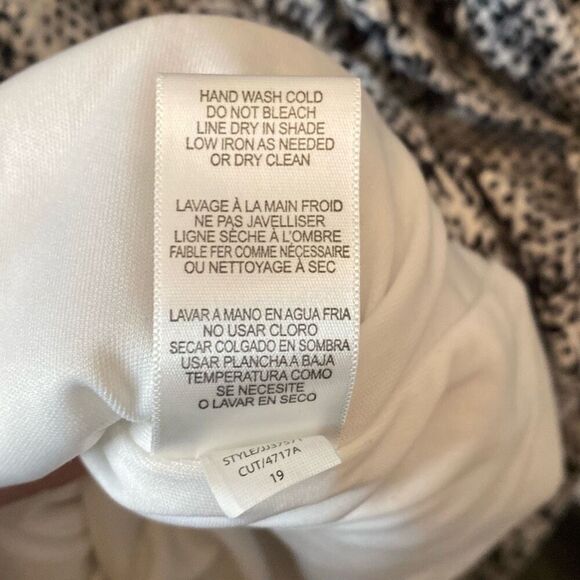 HAND WASH COLD
DO NOT BLEACH
LINE DRY IN SHADE
LOW IRON AS NEEDED
OR DRY CLEAN
LAVAGE À LA MAIN FROID
NE PAS JAVELLISER
LIGNE SÈCHE À L'OMBRE
FAIBLE FER COMME NÉCESSAIRE
OU NETTOYAGE À SEC
LAVAR A MANO EN AGUA FRIA
NO USAR CLORO
SECAR COLGADO EN SOMBRA
USAR PLANCHA A BAJA
TEMPERATURA COMO
SE NECESITE
O LAVAR EN SECO
CUT/4717A
19